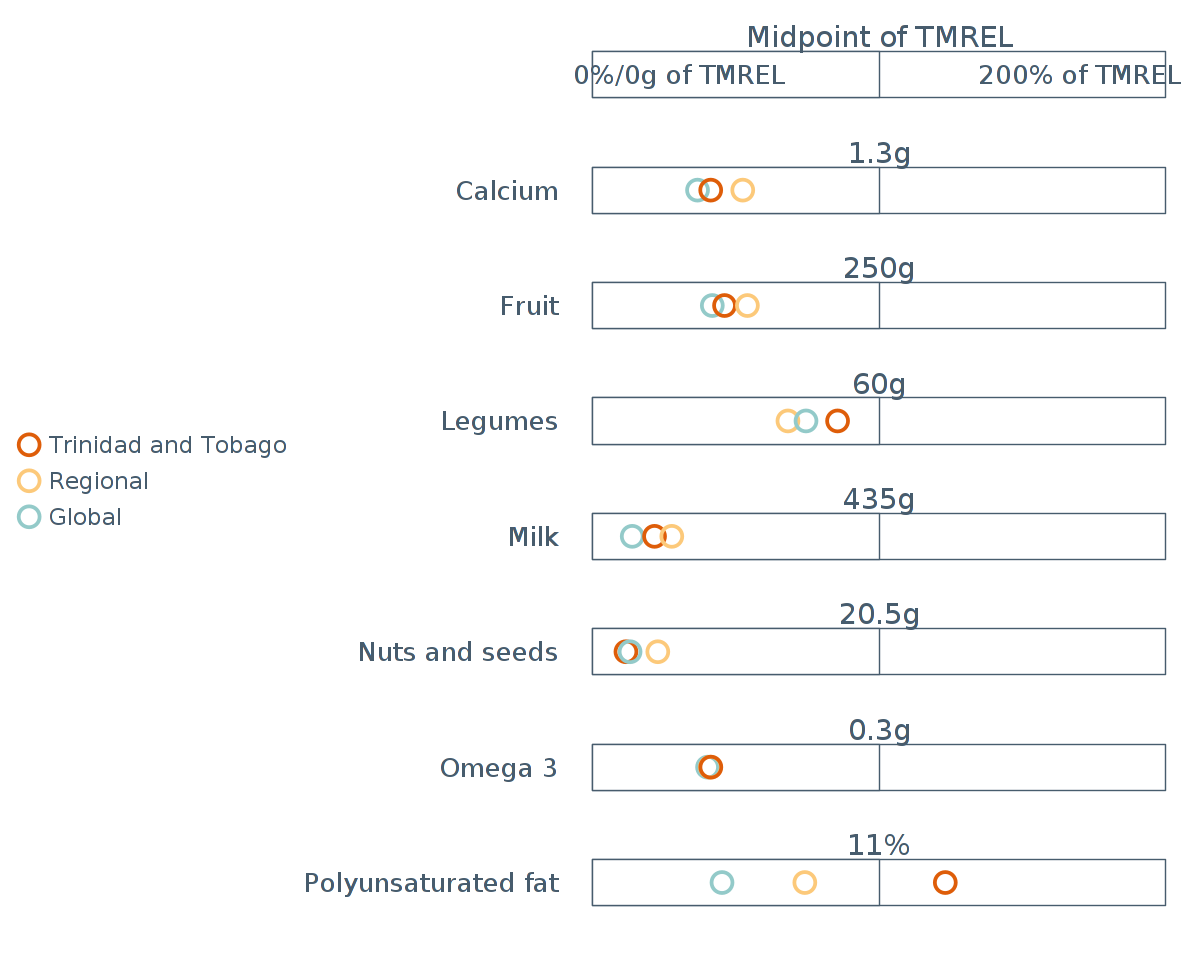 Midpoint of TMREL
0%/0g of TMREL
200% of TMREL
1.3g
Calcium
250g
Fruit
60g
Legumes
Trinidad and Tobago
Regional
Global
435g
Milk
20.5g
Nuts and seeds
0.3g
Omega 3
11%
Polyunsaturated fat